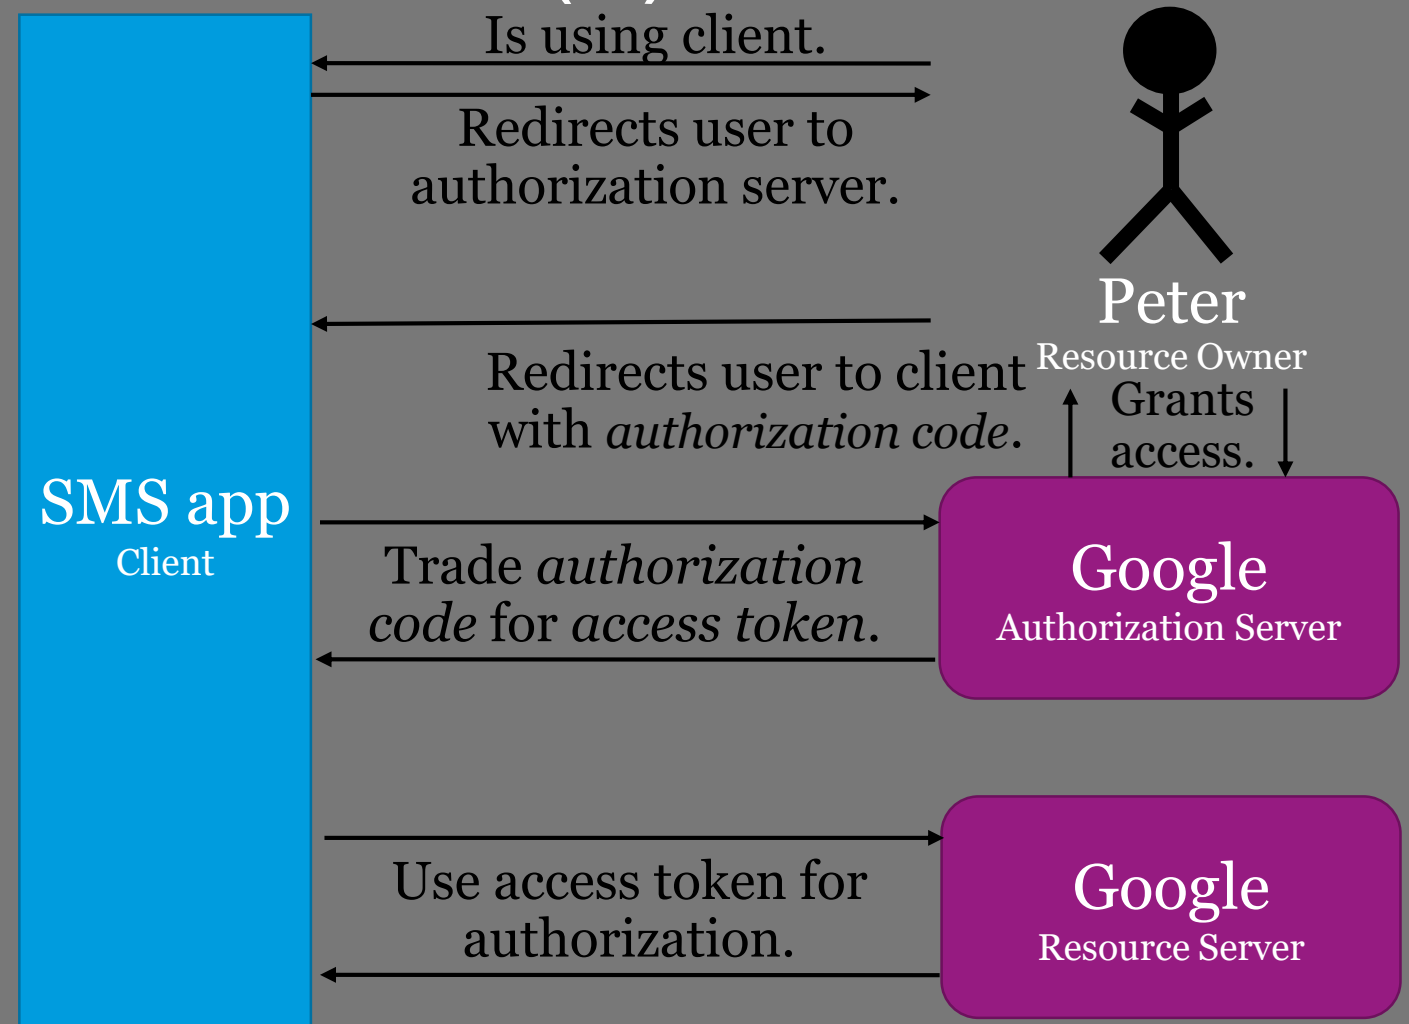 Is using client.
Redirects user to
authorization server.
Peter
Resource Owner
Redirects user to client
with authorization code.
Grants
access.
SMS app
Client
Trade authorization
code for access token.
Google
Authorization Server
Use access token for
authorization.
Google
Resource Server